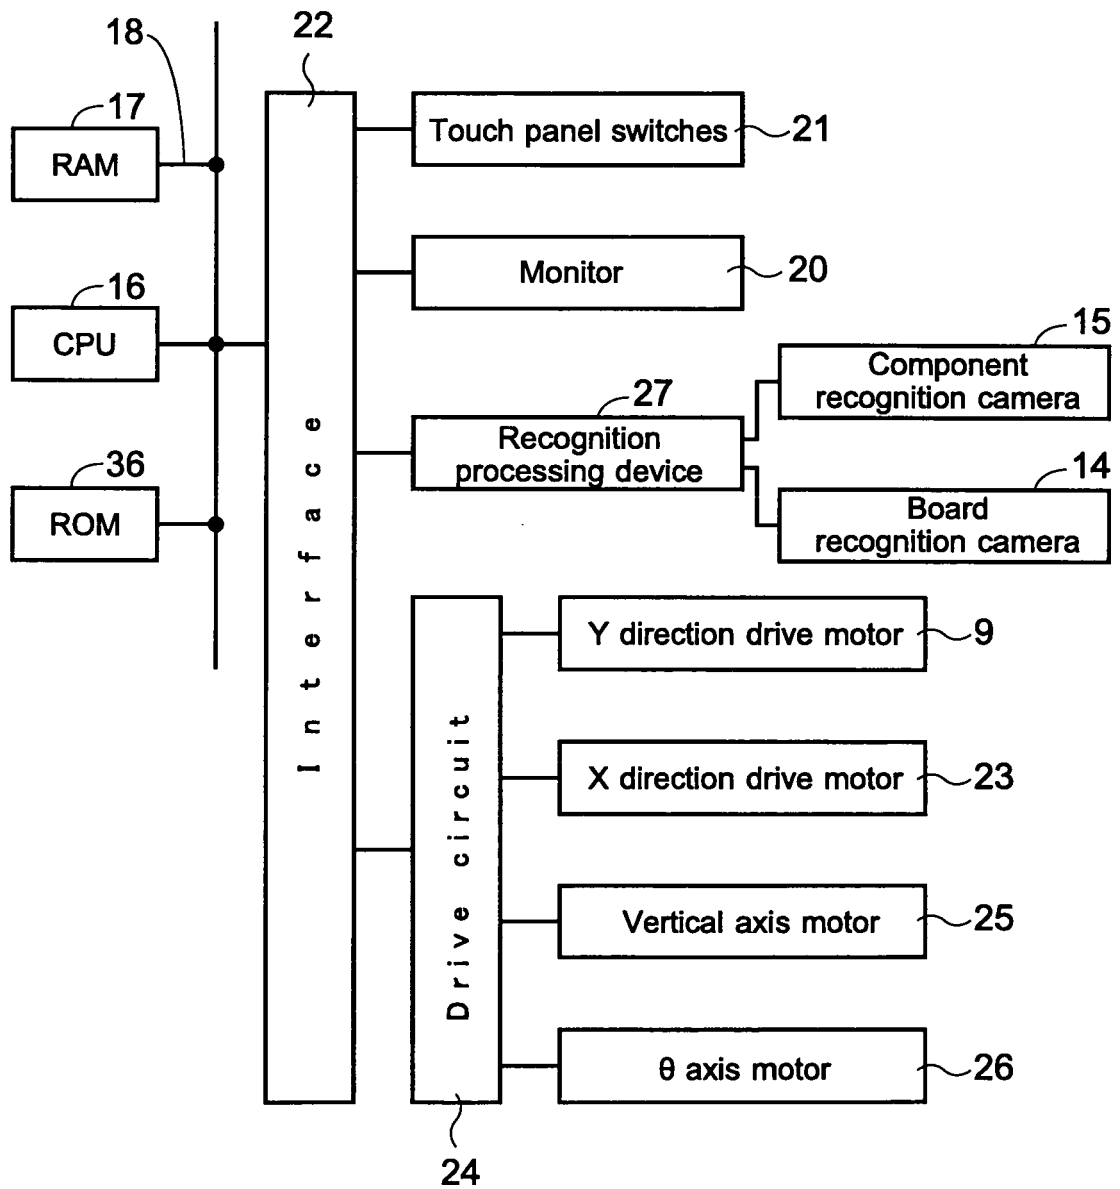 22
18
17
RAM
Touch panel switches
21
16
CPU
Monitor
20
15
Component
recognition camera
27
Recognition
processing device
36
ROM
14
Board
recognition camera
Interface
Y direction drive motor
9
X direction drive motor
23
Drive circuit
Vertical axis motor
25
θ axis motor
26
24